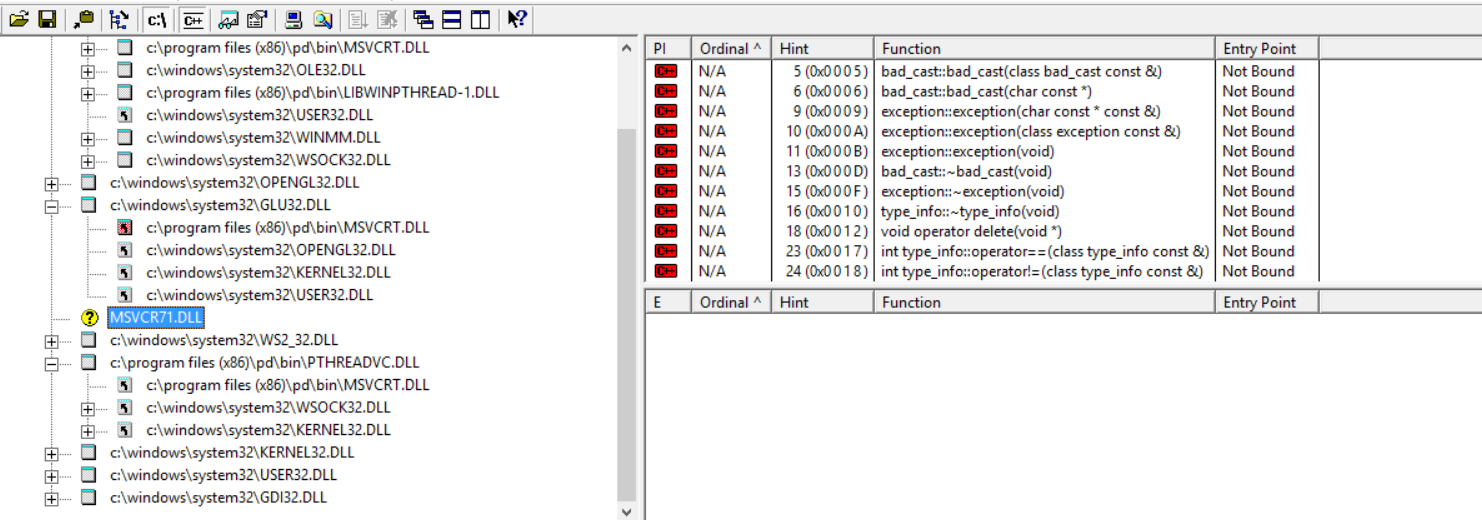 c:\ C++
c:\program files (x86)\pd\bin\MSVCRT.DLL
c:\windows\system32\OLE32.DLL
c:\program files (x86)\pd\bin\LIBWINPTHREAD-1.DLL
c:\windows\system32\USER32.DLL
c:\windows\system32\WINMM.DLL
c:\windows\system32\WSOCK32.DLL
c:\windows\system32\OPENGL32.DLL
c:\windows\system32\GLU32.DLL
c:\program files (x86)\pd\bin\MSVCRT.DLL
c:\windows\system32\OPENGL32.DLL
c:\windows\system32\KERNEL32.DLL
c:\windows\system32\USER32.DLL
? MSVCR71.DLL
c:\windows\system32\WS2_32.DLL
c:\program files (x86)\pd\bin\PTHREADVC.DLL
c:\program files (x86)\pd\bin\MSVCRT.DLL
c:\windows\system32\WSOCK32.DLL
c:\windows\system32\KERNEL32.DLL
c:\windows\system32\KERNEL32.DLL
c:\windows\system32\USER32.DLL
c:\windows\system32\GDI32.DLL
PI Ordinal ^ Hint Function Entry Point
C++ N/A 5 (0x0005) bad_cast::bad_cast(class bad_cast const &) Not Bound
C++ N/A 6 (0x0006) bad_cast::bad_cast(char const *) Not Bound
C++ N/A 9 (0x0009) exception::exception(char const * const &) Not Bound
C++ N/A 10 (0x000A) exception::exception(class exception const &) Not Bound
C++ N/A 11 (0x000B) exception::exception(void) Not Bound
C++ N/A 13 (0x000D) bad_cast::~bad_cast(void) Not Bound
C++ N/A 15 (0x000F) exception::~exception(void) Not Bound
C++ N/A 16 (0x0010) type_info::~type_info(void) Not Bound
C++ N/A 18 (0x0012) void operator delete(void *) Not Bound
C++ N/A 23 (0x0017) int type_info::operator==(class type_info const &) Not Bound
C++ N/A 24 (0x0018) int type_info::operator!=(class type_info const &) Not Bound
E Ordinal ^ Hint Function Entry Point